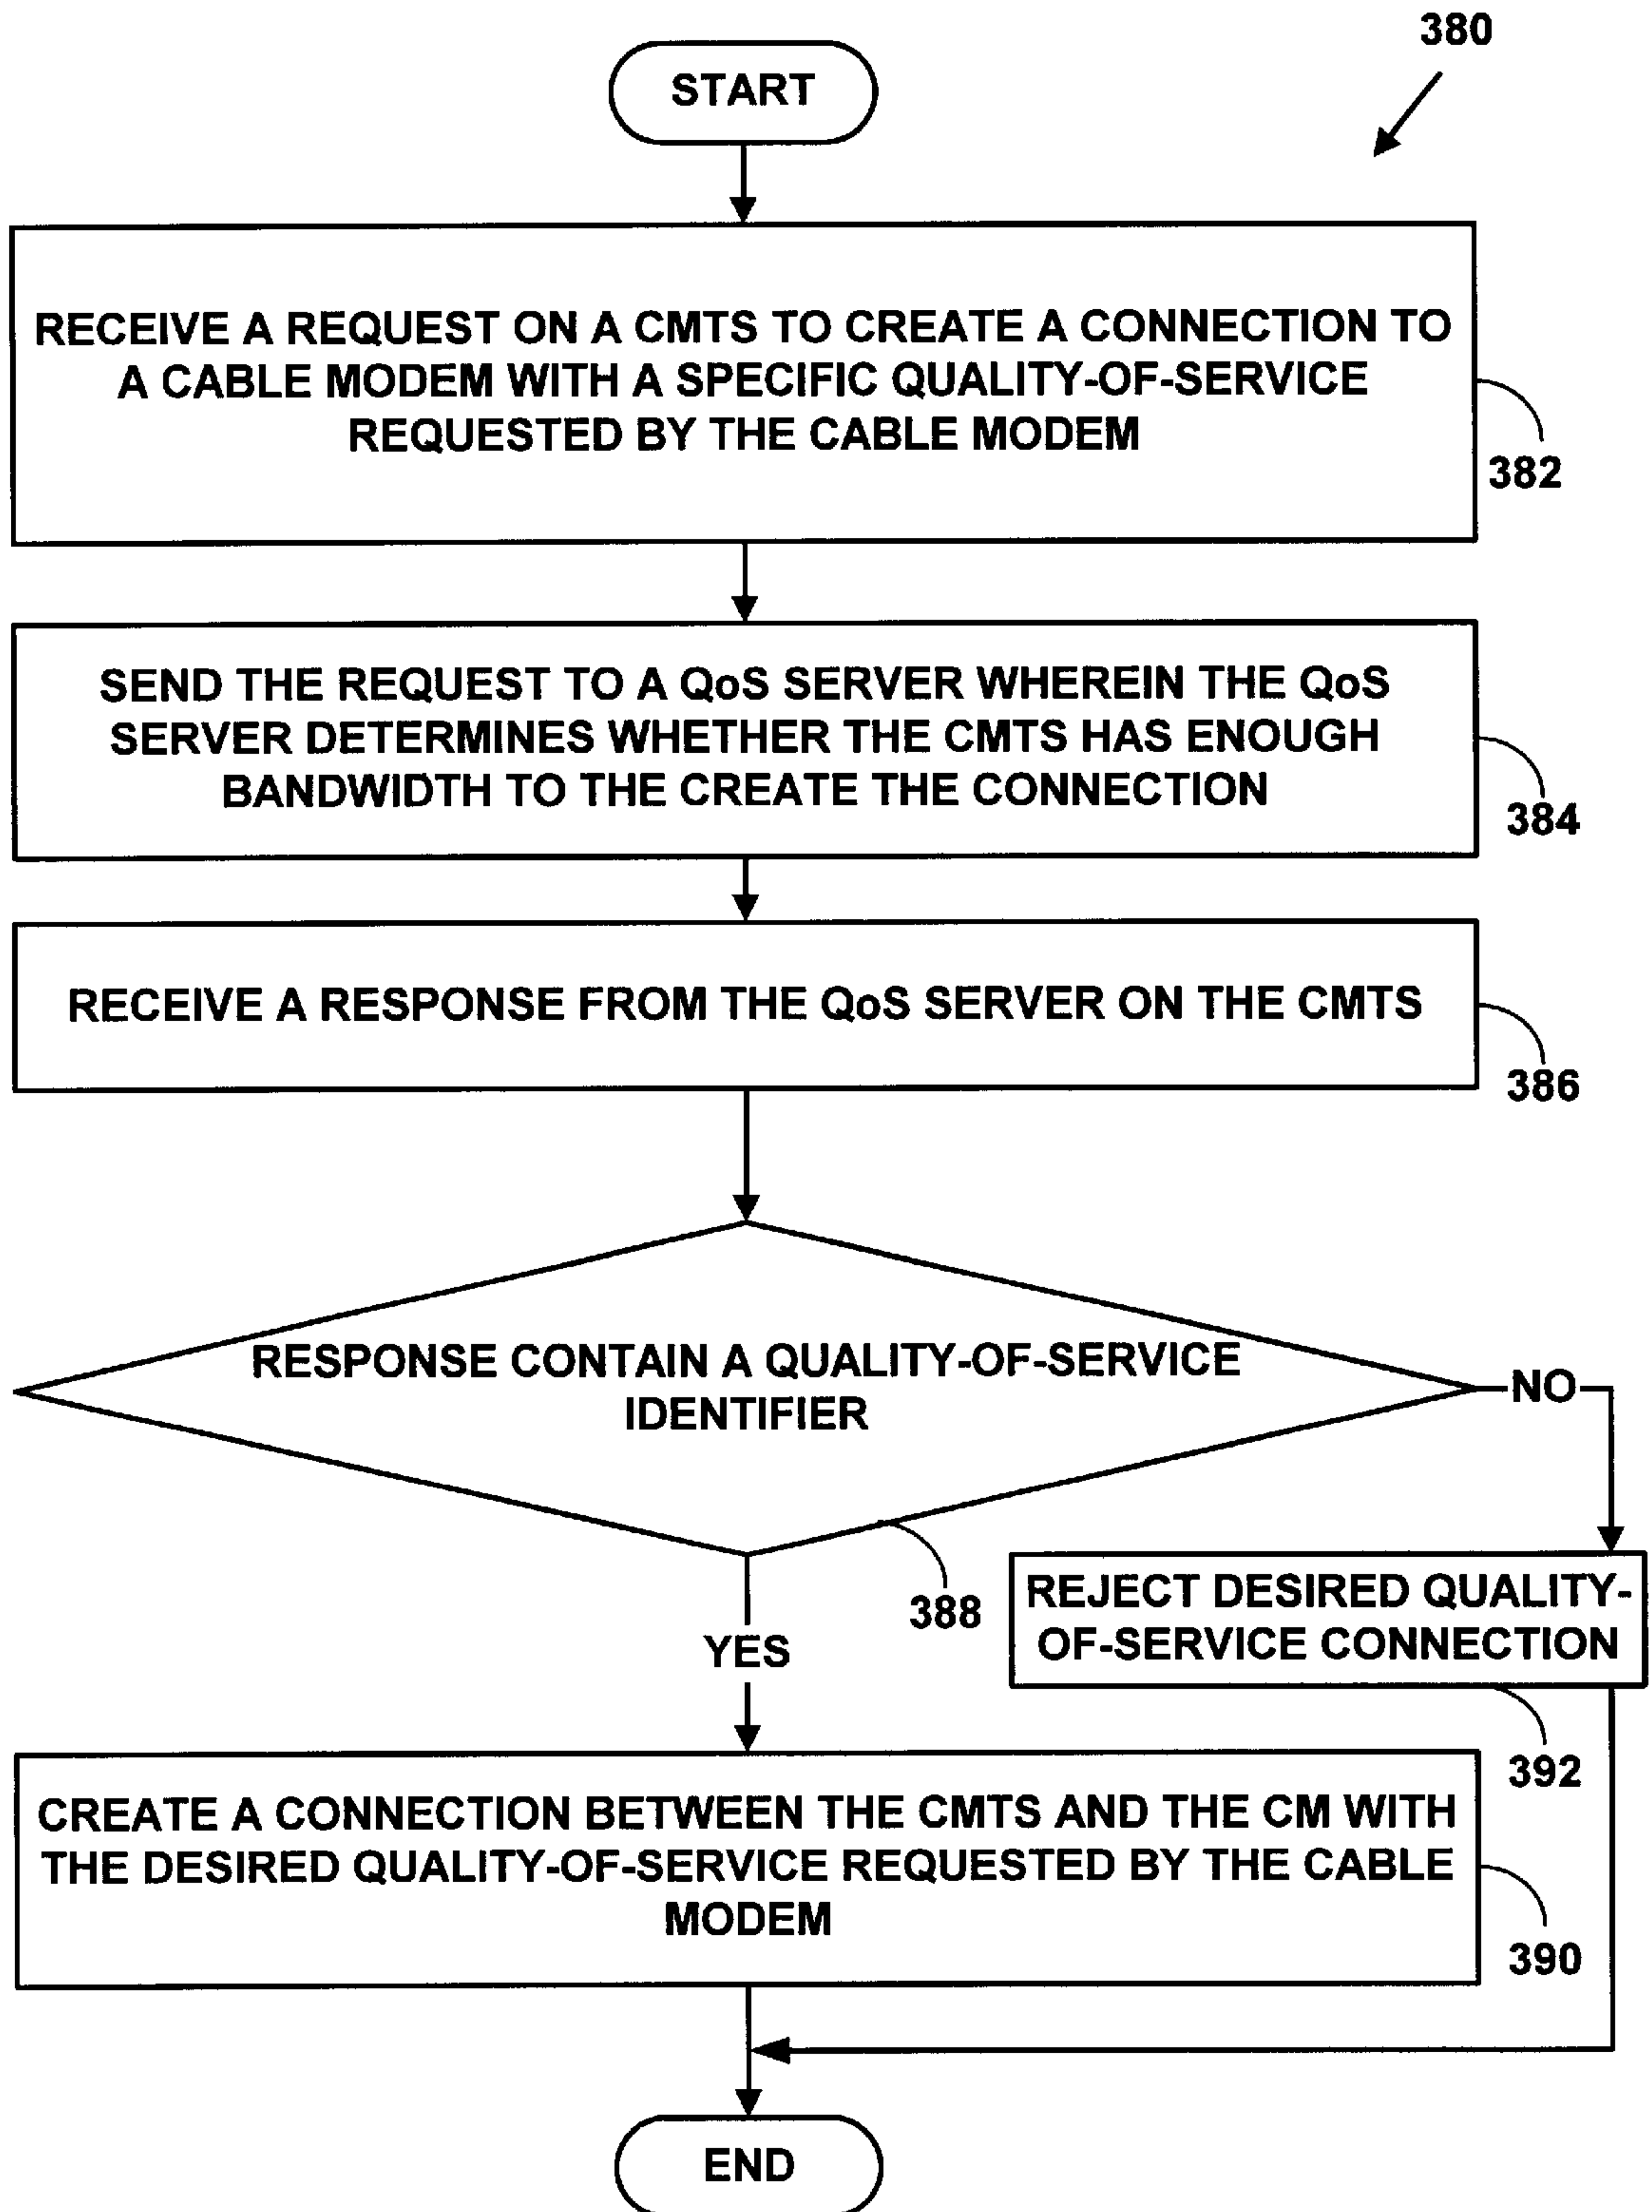 380
START
RECEIVE A REQUEST ON A CMTS TO CREATE A CONNECTION TO
A CABLE MODEM WITH A SPECIFIC QUALITY-OF-SERVICE
REQUESTED BY THE CABLE MODEM
382
SEND THE REQUEST TO A QoS SERVER WHEREIN THE QoS
SERVER DETERMINES WHETHER THE CMTS HAS ENOUGH
BANDWIDTH TO THE CREATE THE CONNECTION
384
RECEIVE A RESPONSE FROM THE QoS SERVER ON THE CMTS
386
RESPONSE CONTAIN A QUALITY-OF-SERVICE
IDENTIFIER
NO
388
YES
REJECT DESIRED QUALITY-
OF-SERVICE CONNECTION
392
CREATE A CONNECTION BETWEEN THE CMTS AND THE CM WITH
THE DESIRED QUALITY-OF-SERVICE REQUESTED BY THE CABLE
MODEM
390
END